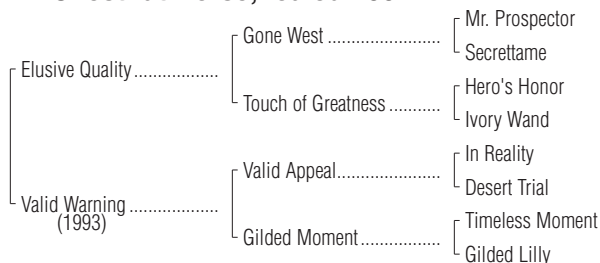 Mr. Prospector
Gone West
Secrettame
Elusive Quality
Hero's Honor
Touch of Greatness
Ivory Wand
In Reality
Valid Appeal
Desert Trial
Valid Warning
(1993)
Timeless Moment
Gilded Moment
Gilded Lilly